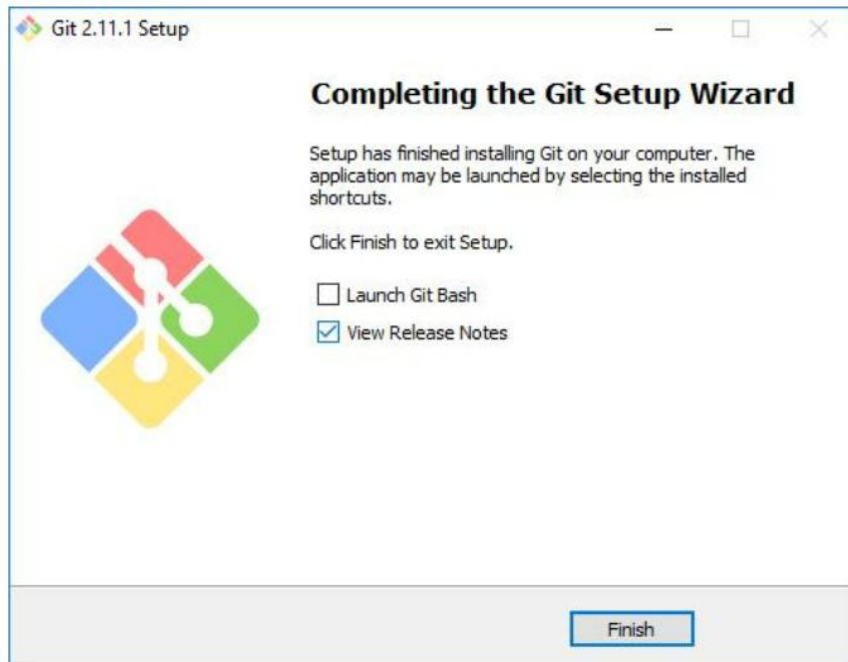 Git 2.11.1 Setup
Completing the Git Setup Wizard
Setup has finished installing Git on your computer. The
application may be launched by selecting the installed
shortcuts.
Click Finish to exit Setup.
Launch Git Bash
View Release Notes
Finish